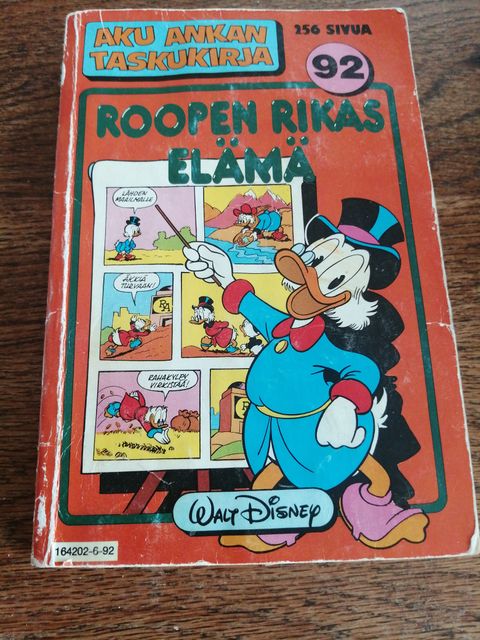 AKU ANKAN
TASKUKIRJA
256 SIVUA
92
ROOPEN RIKAS
ELÄMÄ
LÄHDEN
MAAILMALLE
ÄKKIÄ
TURVAAN!
RA
RAHAKYLPY
VIRKISTÄÄ!
WALT DISNEY
164202-6-92